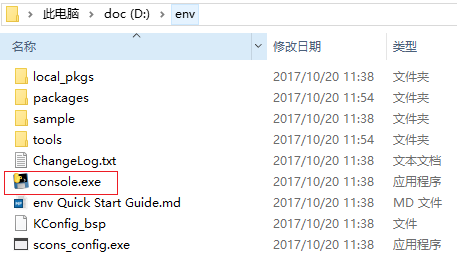 此电脑 > doc (D:) > env
名称 修改日期 类型
local_pkgs 2017/10/20 11:38 文件夹
packages 2017/10/20 11:54 文件夹
sample 2017/10/20 11:38 文件夹
tools 2017/10/20 11:54 文件夹
ChangeLog.txt 2017/10/20 11:38 文本文档
console.exe 2017/10/20 11:38 应用程序
env Quick Start Guide.md 2017/10/20 11:38 MD 文件
KConfig_bsp 2017/10/20 11:38 文件
scons_config.exe 2017/10/20 11:38 应用程序